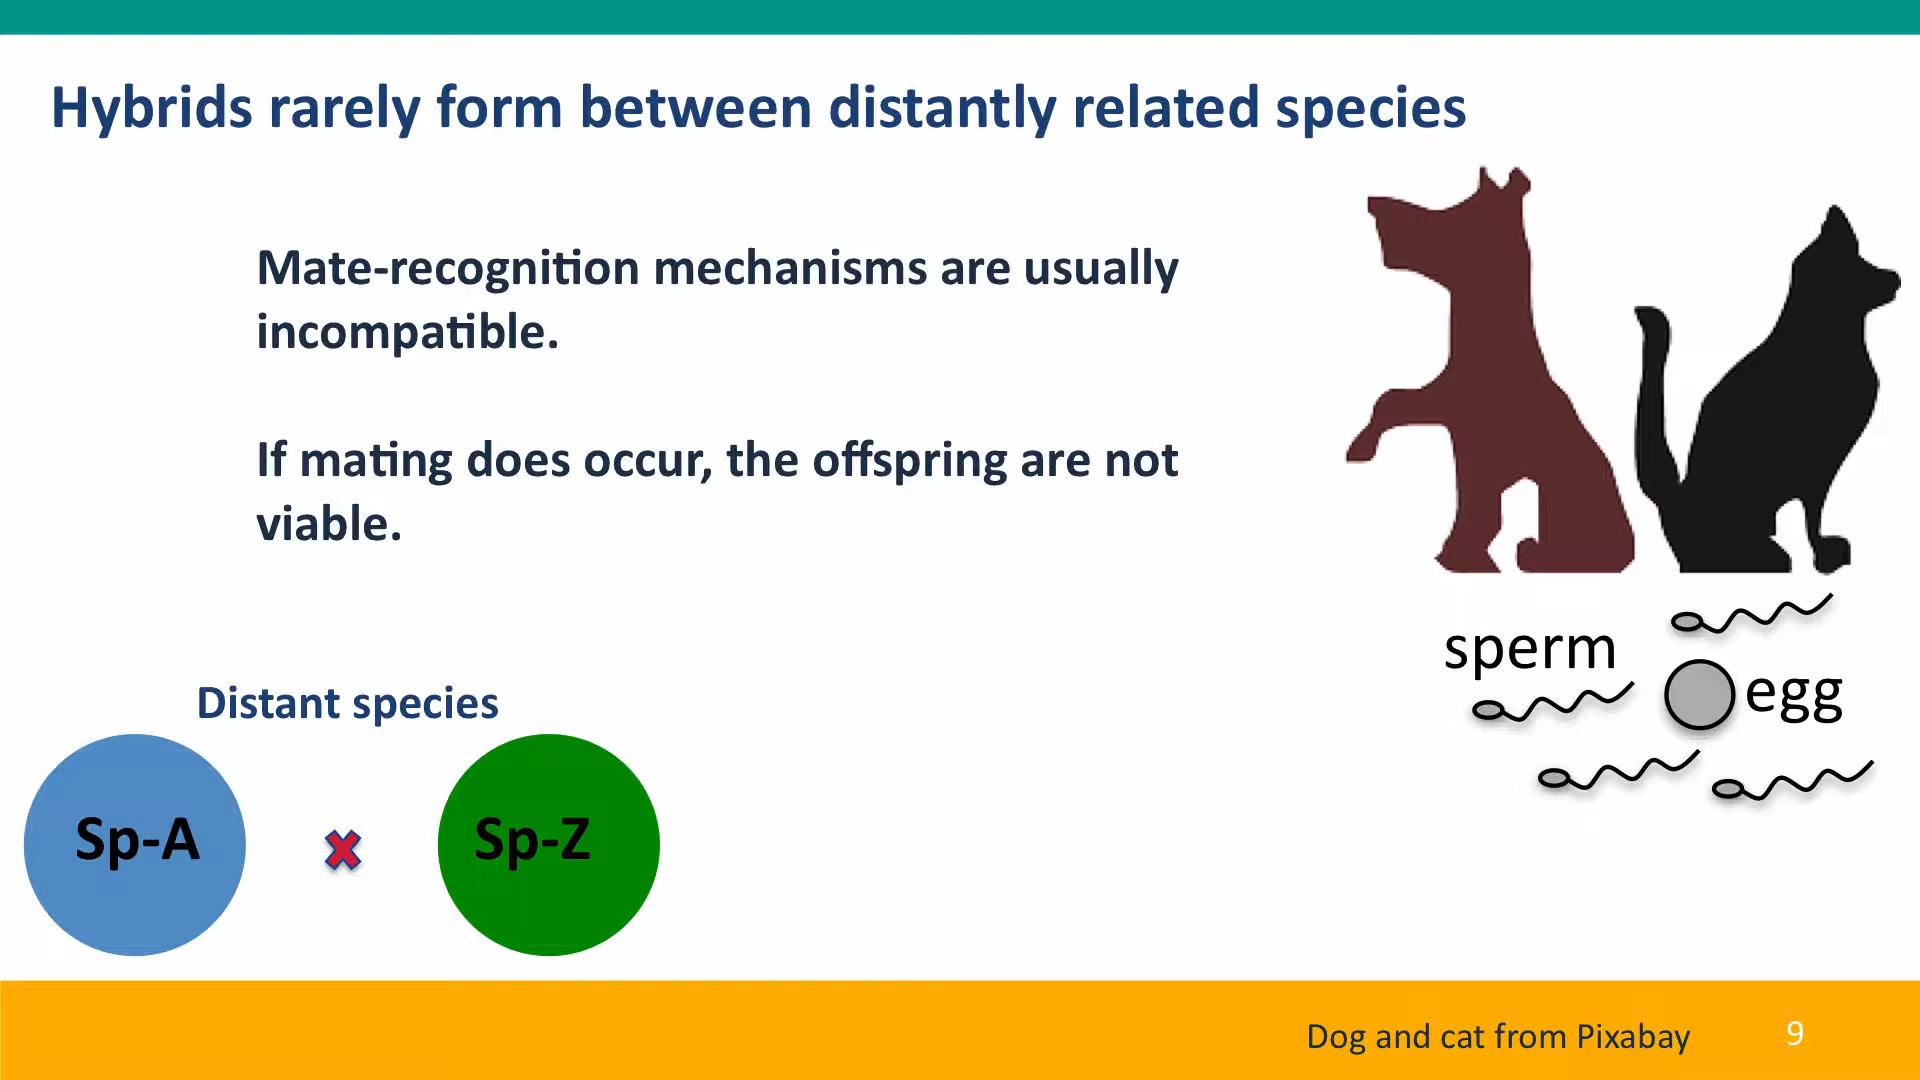 Hybrids rarely form between distantly related species
Mate-recognition mechanisms are usually
incompatible.
If mating does occur, the offspring are not
viable.
sperm
egg
Distant species
Sp-A
Sp-Z
Dog and cat from Pixabay
9